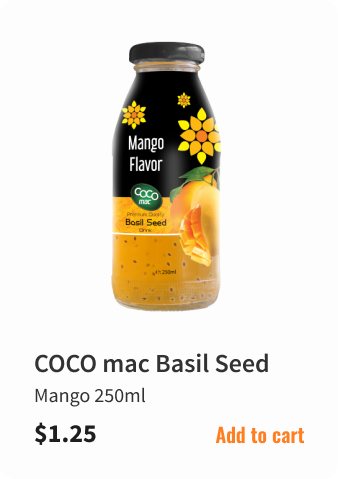 Mango
Flavor
COCO
mac
Premium Quality
Basil Seed
Drink
250ml
COCO mac Basil Seed
Mango 250ml
$1.25
Add to cart